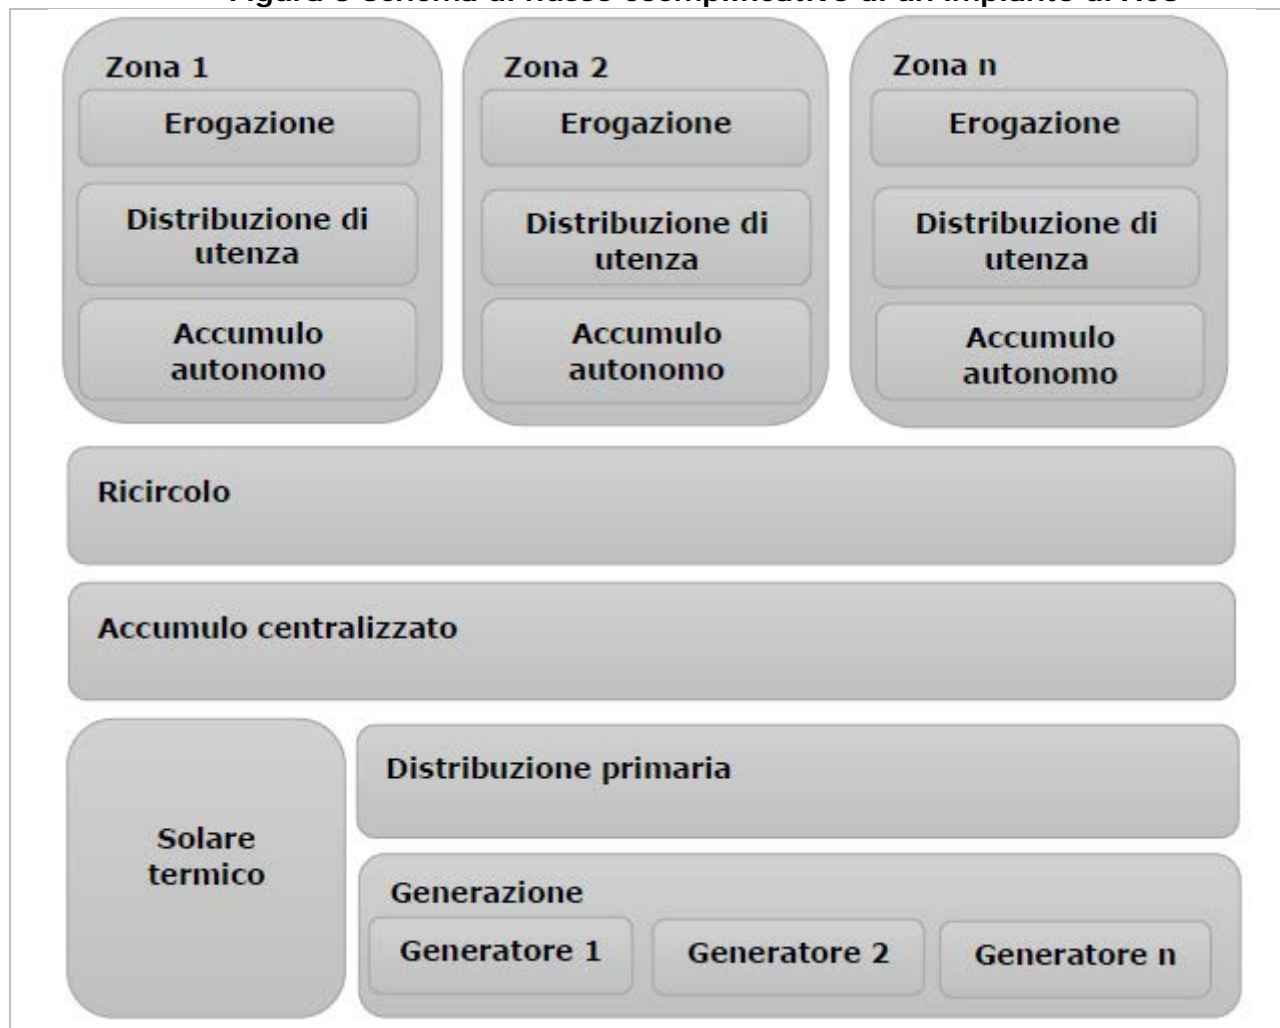 Zona 1
Erogazione
Distribuzione di
utenza
Accumulo
autonomo
Zona 2
Erogazione
Distribuzione di
utenza
Accumulo
autonomo
Zona n
Erogazione
Distribuzione di
utenza
Accumulo
autonomo
Ricircolo
Accumulo centralizzato
Solare
termico
Distribuzione primaria
Generazione
Generatore 1
Generatore 2
Generatore n